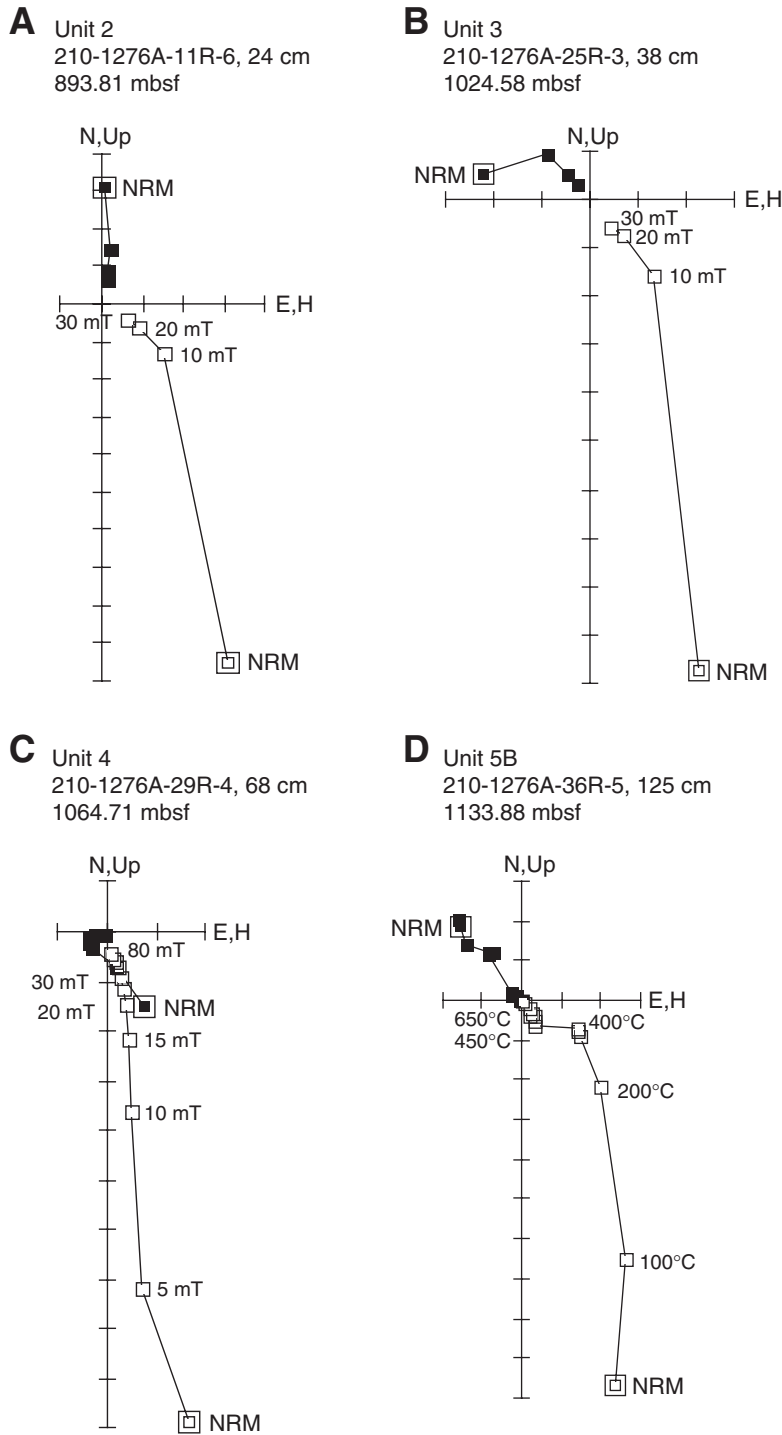 A
Unit 2
210-1276A-11R-6, 24 cm
893.81 mbsf
N,Up
NRM
E,H
30 mT
20 mT
10 mT
NRM
B
Unit 3
210-1276A-25R-3, 38 cm
1024.58 mbsf
N,Up
NRM
E,H
30 mT
20 mT
10 mT
NRM
C
Unit 4
210-1276A-29R-4, 68 cm
1064.71 mbsf
N,Up
E,H
80 mT
30 mT
20 mT
NRM
15 mT
10 mT
5 mT
NRM
D
Unit 5B
210-1276A-36R-5, 125 cm
1133.88 mbsf
N,Up
NRM
E,H
650°C
400°C
450°C
200°C
100°C
NRM